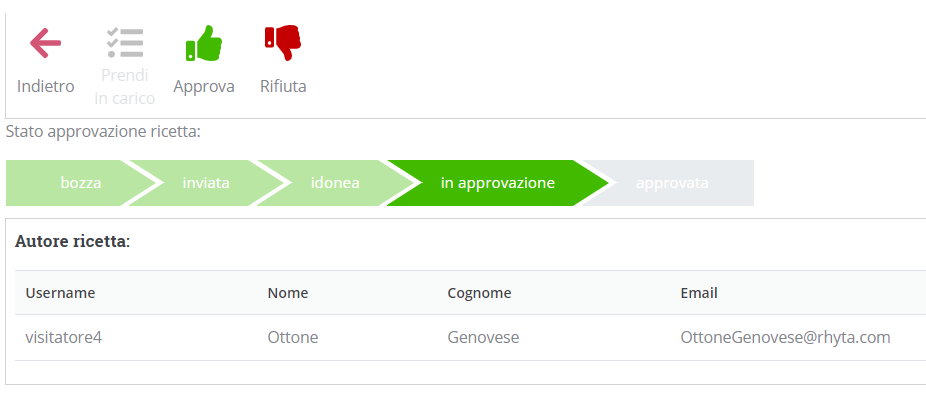 Indietro
Prendi
in carico
Approva
Rifiuta
Stato approvazione ricetta:
bozza inviata idonea in approvazione approvata
Autore ricetta:
Username Nome Cognome Email
visitatore4 Ottone Genovese OttoneGenovese@rhyta.com